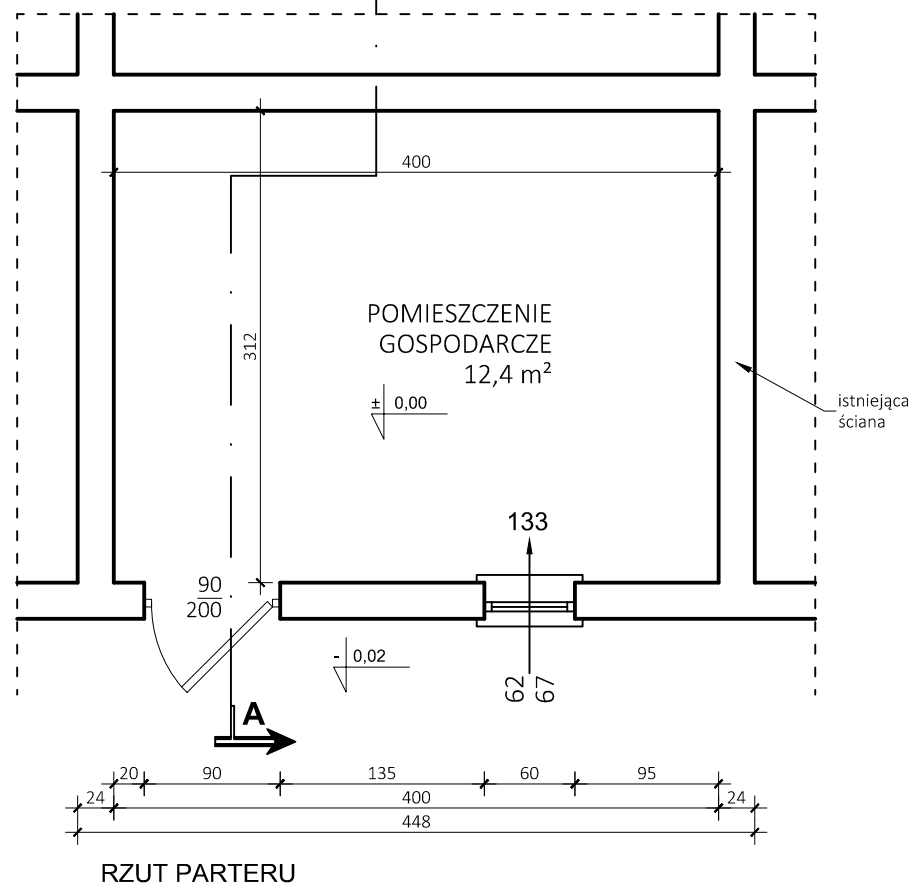 400
312
POMIESZCZENIE
GOSPODARCZE
12,4 m²
± 0,00
istniejąca
ściana
133
90
200
- 0,02
62
67
A
20 90 135 60 95
24 400 24
448
RZUT PARTERU